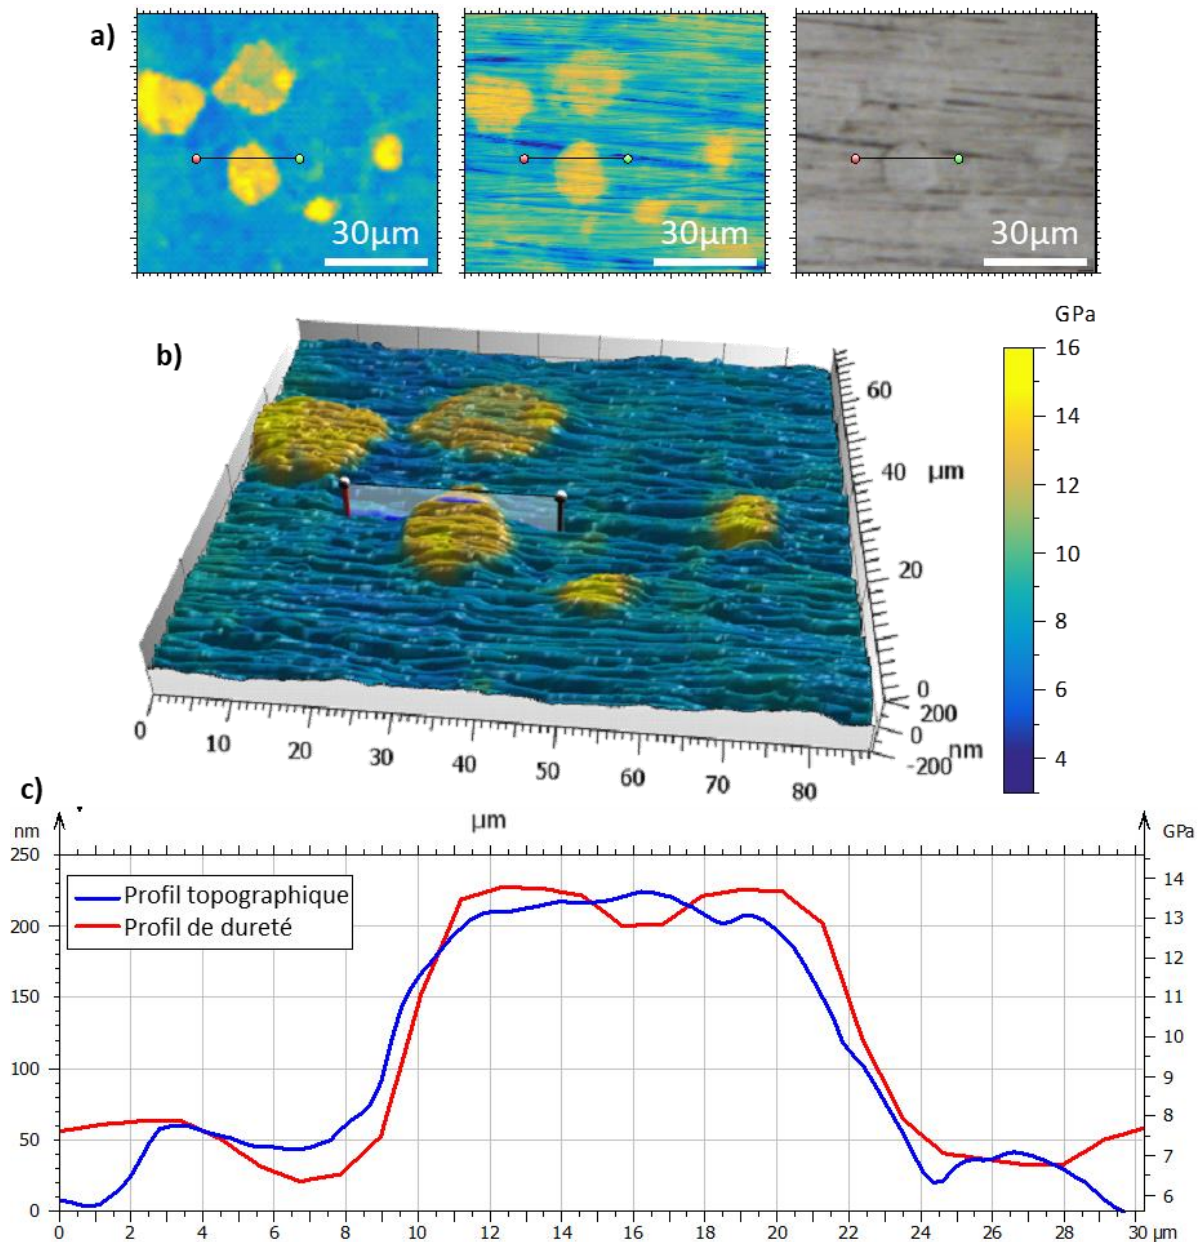 a)
30µm 30µm 30µm
b)
GPa
16
14
12
10
8
6
4
60
40 µm
20
0
200
0
-200 nm
0 10 20 30 40 50 60 70 80
µm
c)
nm GPa
250
200
150
100
50
0
Profil topographique
Profil de dureté
14
13
12
11
10
9
8
7
6
0 2 4 6 8 10 12 14 16 18 20 22 24 26 28 30 µm